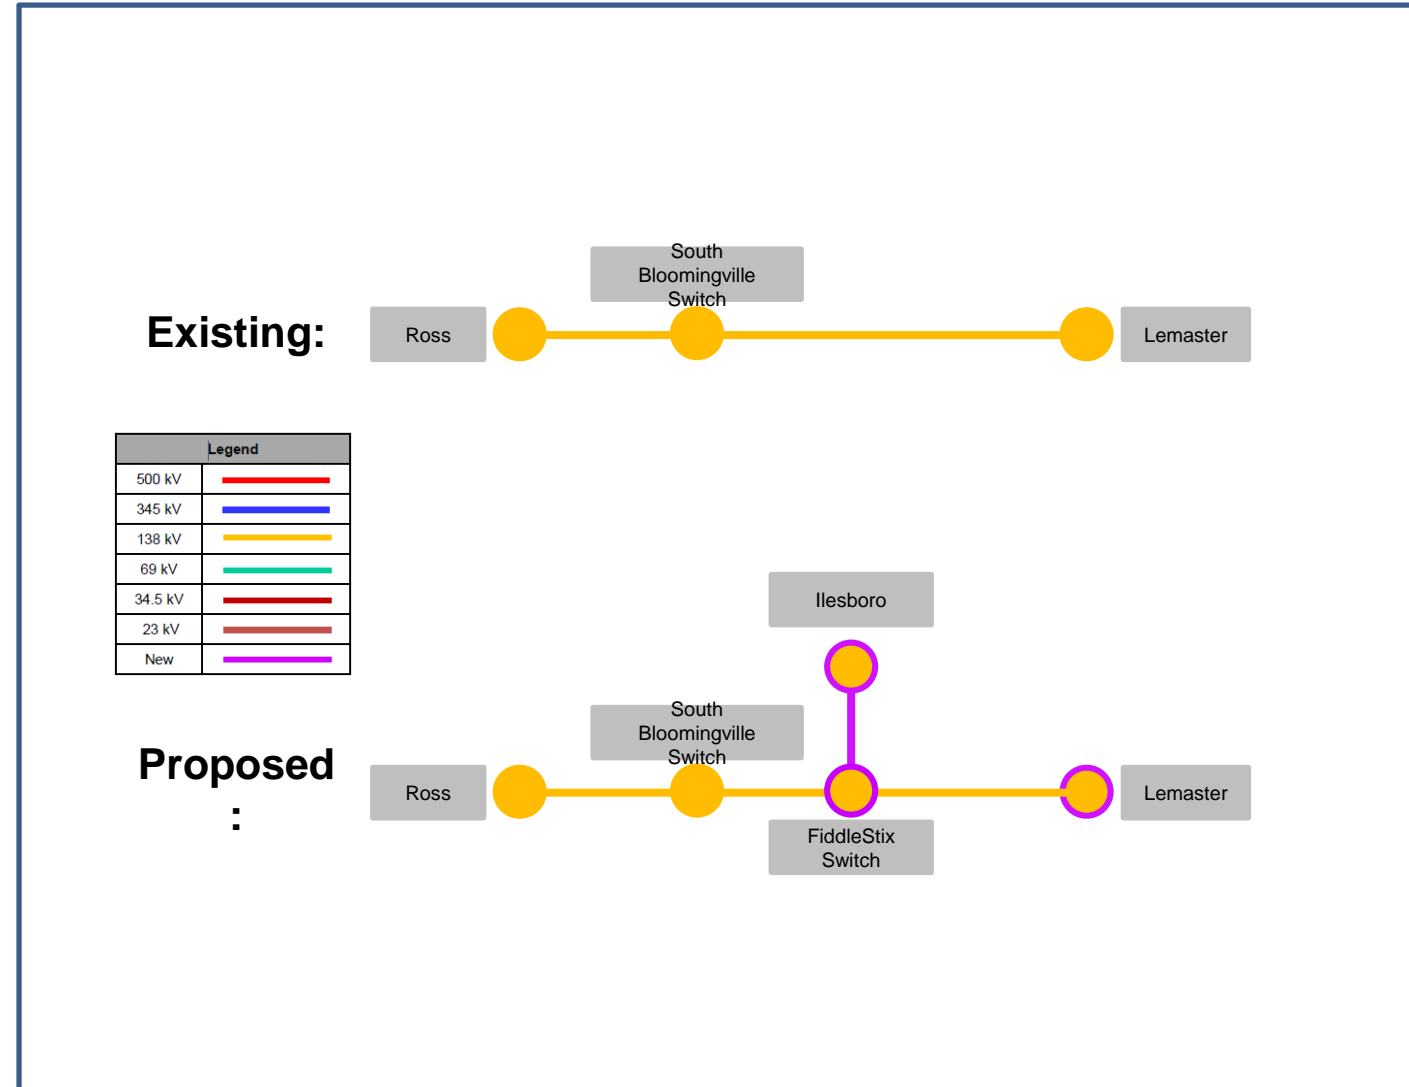 South
Bloomingville
Switch
Existing:
Ross
Lemaster
Legend
500 kV
345 kV
138 kV
69 kV
34.5 kV
23 kV
New
Ilesboro
South
Bloomingville
Switch
Proposed
:
Ross
Lemaster
FiddleStix
Switch